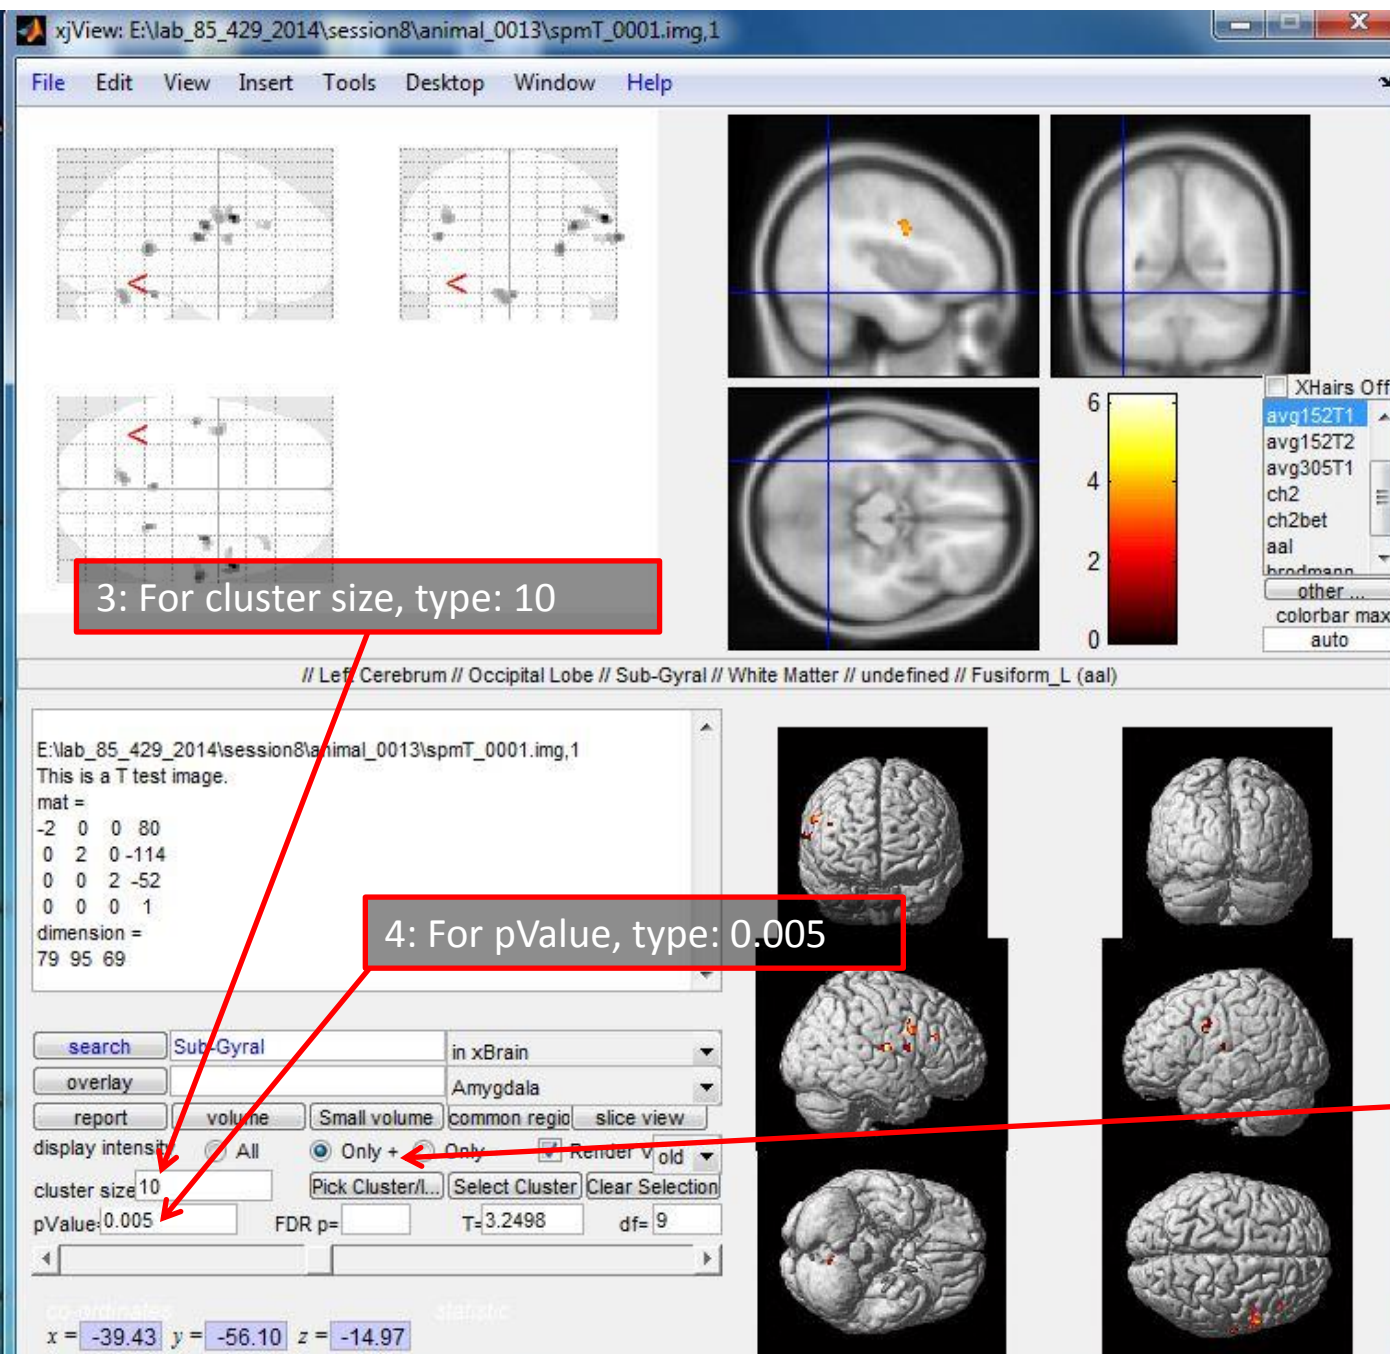 xjView: E:\lab_85_429_2014\session8\animal_0013\spmT_0001.img,1
File Edit View Insert Tools Desktop Window Help
XHairs Off
avg152T1
avg152T2
avg305T1
ch2
ch2bet
aal
brodmann
other ...
colorbar max
auto
6
4
2
0
3: For cluster size, type: 10
// Left Cerebrum // Occipital Lobe // Sub-Gyral // White Matter // undefined // Fusiform_L (aal)
E:\lab_85_429_2014\session8\animal_0013\spmT_0001.img,1
This is a T test image.
mat =
-2 0 0 80
0 2 0 -114
0 0 2 -52
0 0 0 1
dimension =
79 95 69
4: For pValue, type: 0.005
search Sub-Gyral in xBrain
overlay Amygdala
report volume Small volume common regio slice view
display intensity All Only + Only Render V old
cluster size 10 Pick Cluster/I... Select Cluster Clear Selection
pValue= 0.005 FDR p= T= 3.2498 df= 9
co-ordinates statistic
x = -39.43 y = -56.10 z = -14.97